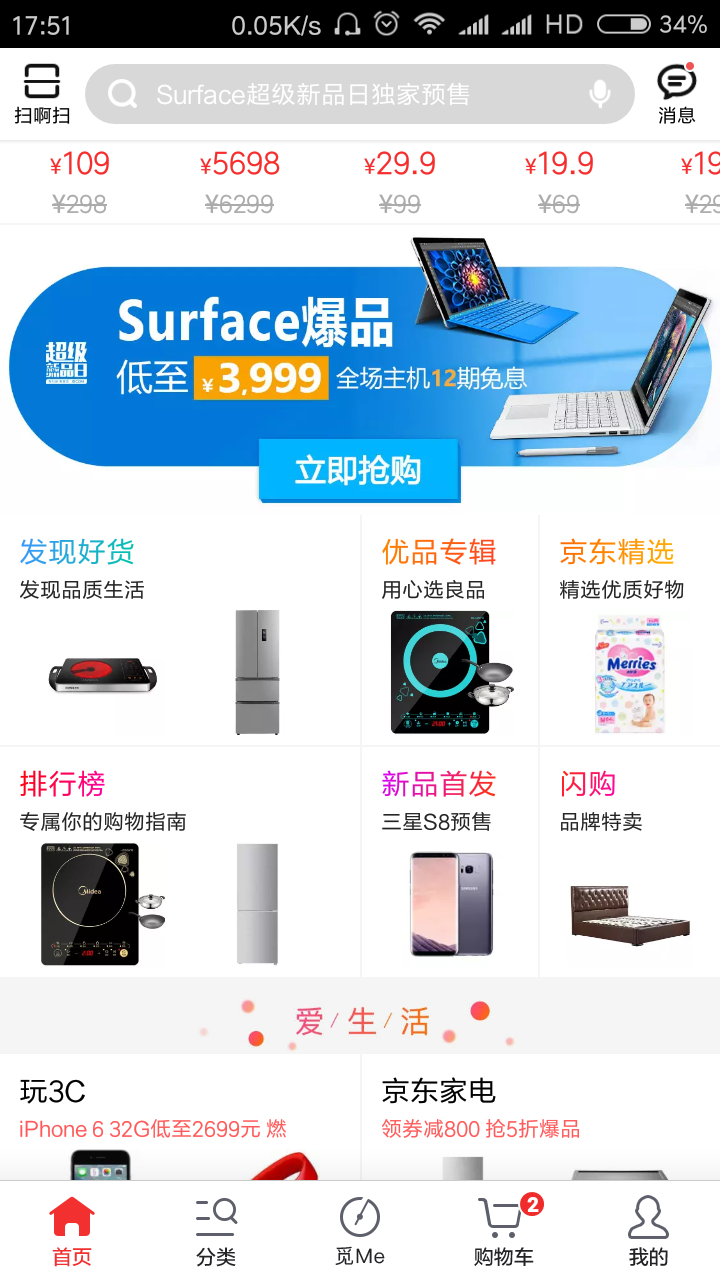 17:51 0.05K/s HD 34%
扫啊扫 Surface超级新品日独家预售 消息
¥109 ¥5698 ¥29.9 ¥19.9
¥298 ¥6299 ¥99 ¥69
Surface爆品
超级
新品日
低至 ¥3,999 全场主机12期免息
立即抢购
发现好货 优品专辑 京东精选
发现品质生活 用心选良品 精选优质好物
Midea
Merries
排行榜 新品首发 闪购
专属你的购物指南 三星S8预售 品牌特卖
Midea
SAMSUNG
爱/生/活
玩3C 京东家电
iPhone 6 32G低至2699元 燃 领券减800 抢5折爆品
2
首页 分类 觅Me 购物车 我的